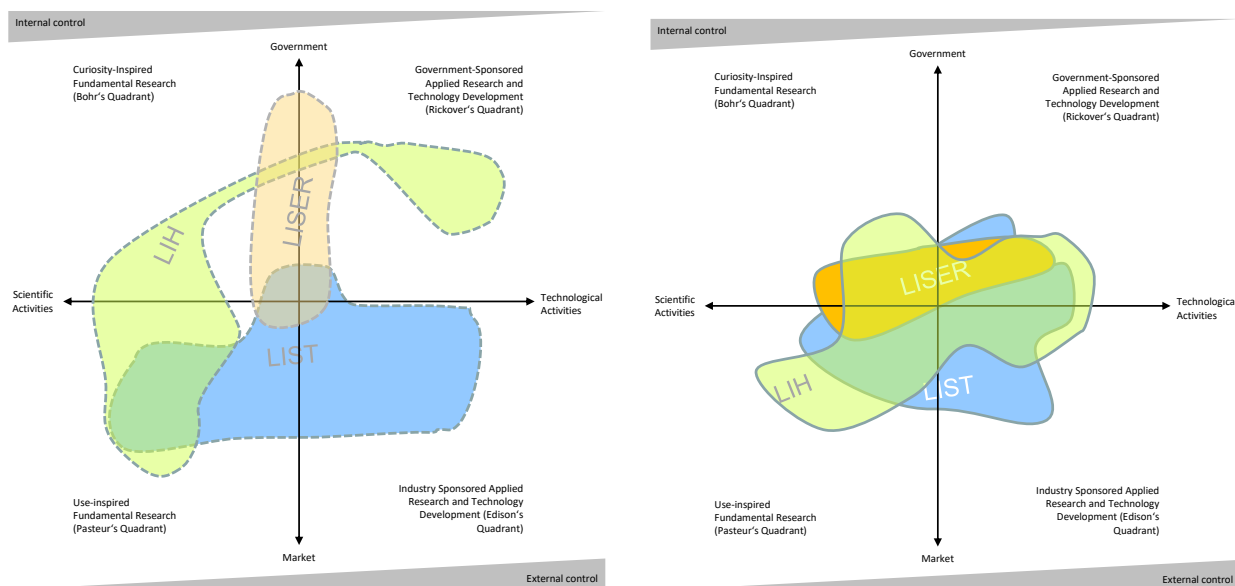 Internal control
Government
Curiosity-Inspired
Fundamental Research
(Bohr's Quadrant)
Government-Sponsored
Applied Research and
Technology Development
(Rickover's Quadrant)
LISER
LIH
Scientific
Activities
Technological
Activities
LIST
Use-inspired
Fundamental Research
(Pasteur's Quadrant)
Industry Sponsored Applied
Research and Technology
Development (Edison's
Quadrant)
Market
External control
Internal control
Government
Curiosity-Inspired
Fundamental Research
(Bohr's Quadrant)
Government-Sponsored
Applied Research and
Technology Development
(Rickover's Quadrant)
LISER
Scientific
Activities
Technological
Activities
LIH
LIST
Use-inspired
Fundamental Research
(Pasteur's Quadrant)
Industry Sponsored Applied
Research and Technology
Development (Edison's
Quadrant)
Market
External control